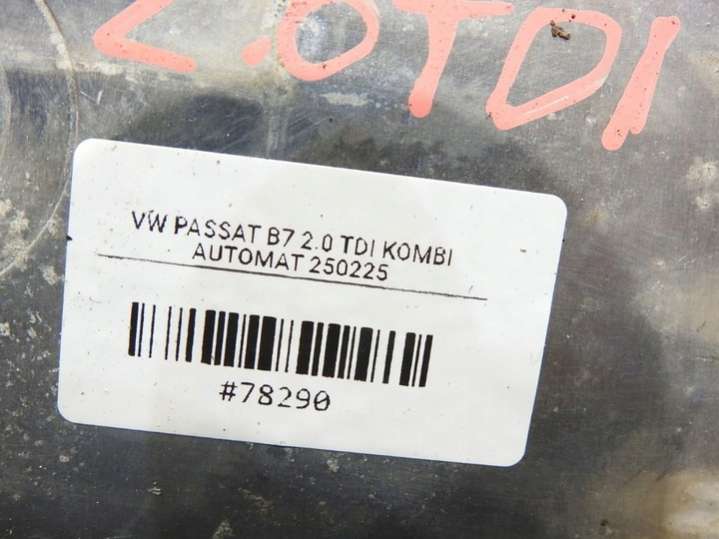 2.0TDI
VW PASSAT B7 2.0 TDI KOMBI
AUTOMAT 250225
#78290